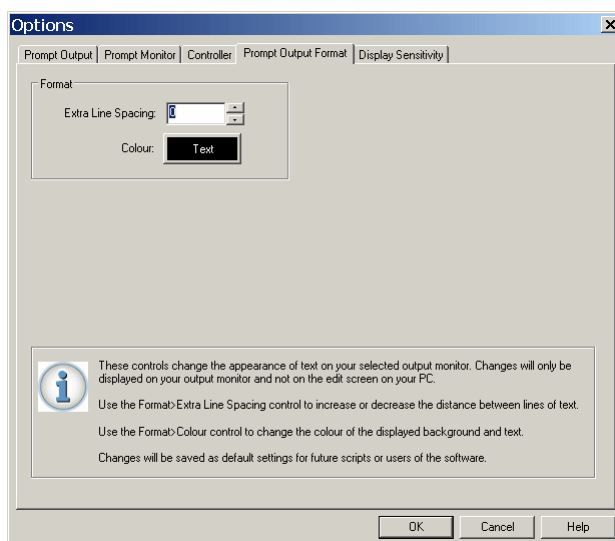 Options
Prompt Output
Prompt Monitor
Controller
Prompt Output Format
Display Sensitivity
Format
Extra Line Spacing: 0
Colour: Text
These controls change the appearance of text on your selected output monitor. Changes will only be
displayed on your output monitor and not on the edit screen on your PC.
Use the Format>Extra Line Spacing control to increase or decrease the distance between lines of text.
Use the Format>Colour control to change the colour of the displayed background and text.
Changes will be saved as default settings for future scripts or users of the software.
OK
Cancel
Help